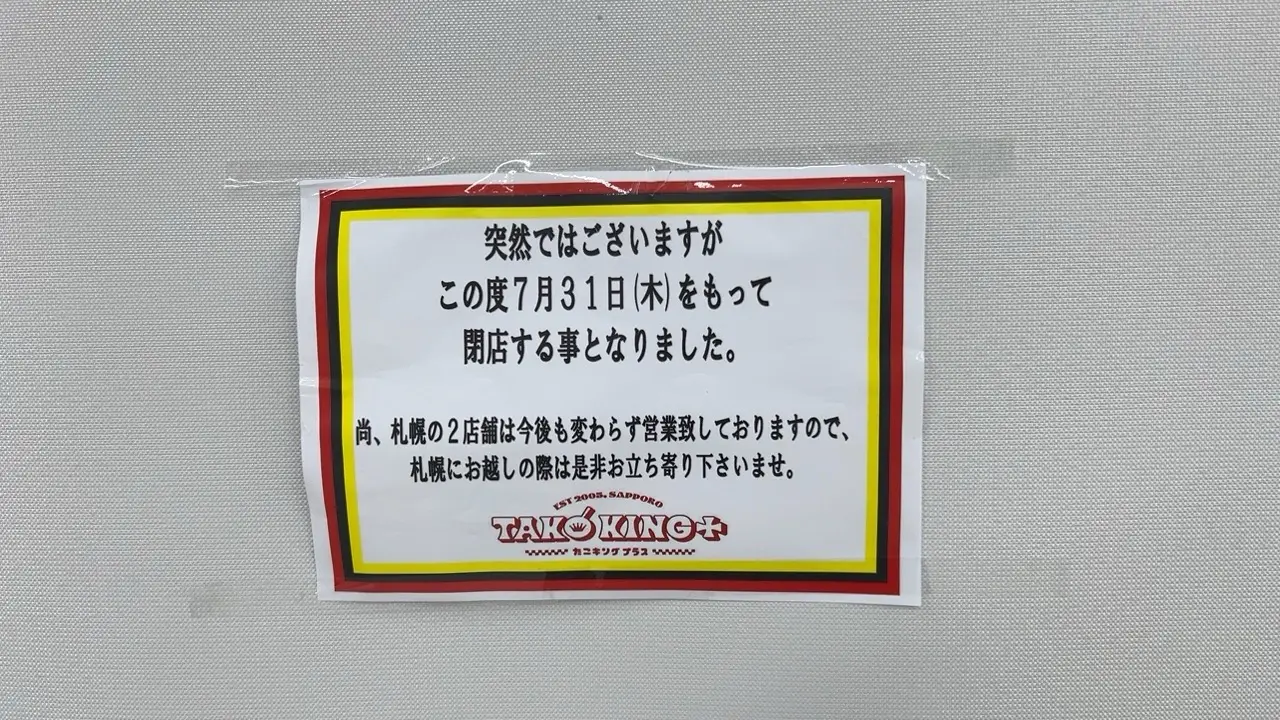 突然ではございますが
この度7月31日(木)をもって
閉店する事となりました。
尚、札幌の2店舗は今後も変わらず営業致しておりますので、
札幌にお越しの際は是非お立ち寄り下さいませ。
EST 2005. SAPPORO
TAKO KING+
タコキングプラス